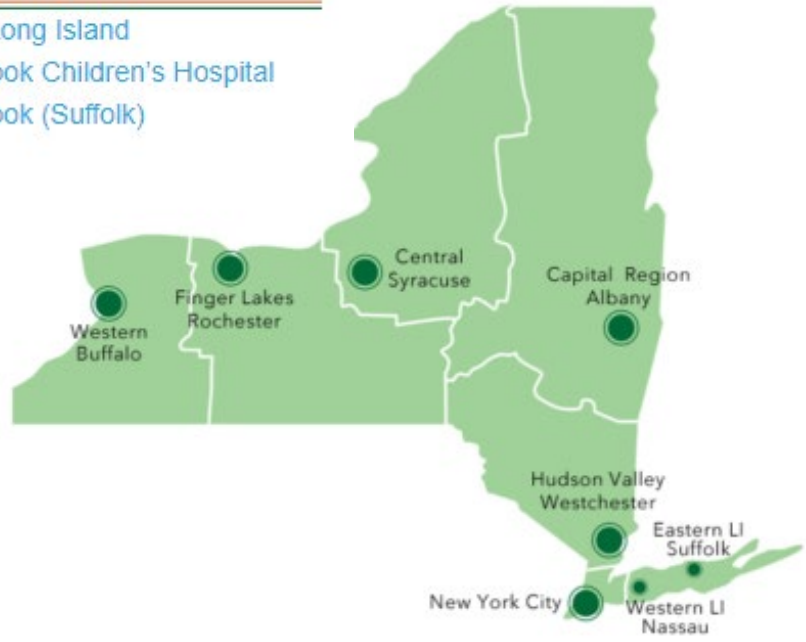 ong Island
ook Children's Hospital
ook (Suffolk)
Central
Syracuse
Capital Region
Albany
Finger Lakes
Rochester
Western
Buffalo
Hudson Valley
Westchester
Eastern LI
Suffolk
New York City
Western LI
Nassau